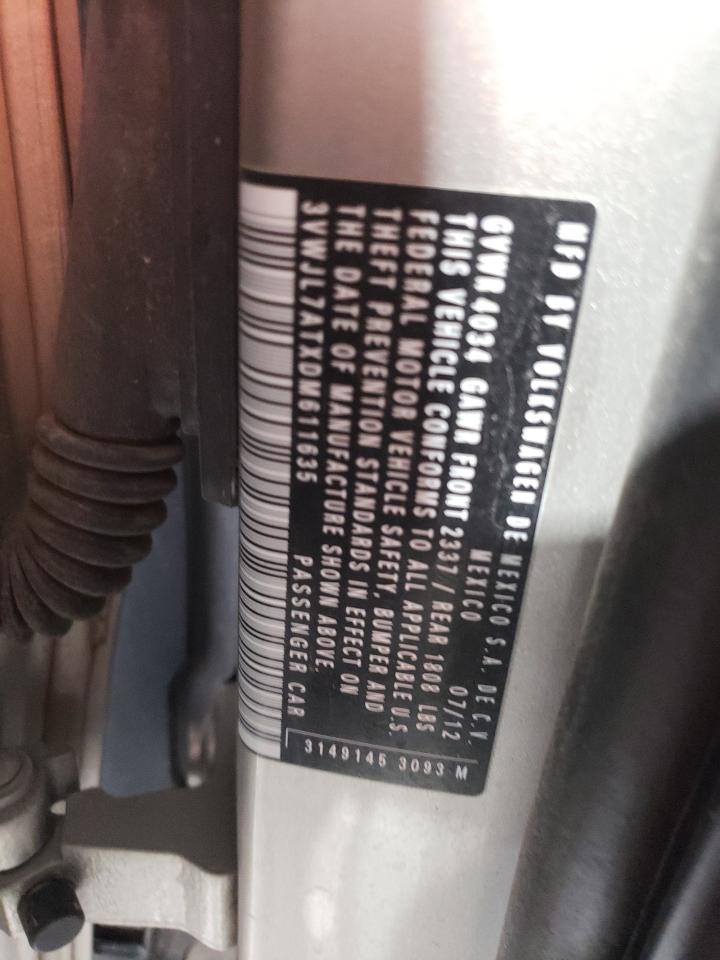 MFD BY VOLKSWAGEN DE MEXICO S.A. DE C.V.
MEXICO 07/12
GVWR 4034 GAWR FRONT 2337 / REAR 1808 LBS
THIS VEHICLE CONFORMS TO ALL APPLICABLE U.S.
FEDERAL MOTOR VEHICLE SAFETY, BUMPER AND
THEFT PREVENTION STANDARDS IN EFFECT ON
THE DATE OF MANUFACTURE SHOWN ABOVE.
3VWJL7ATXDM611635 PASSENGER CAR
3149145 3093 M